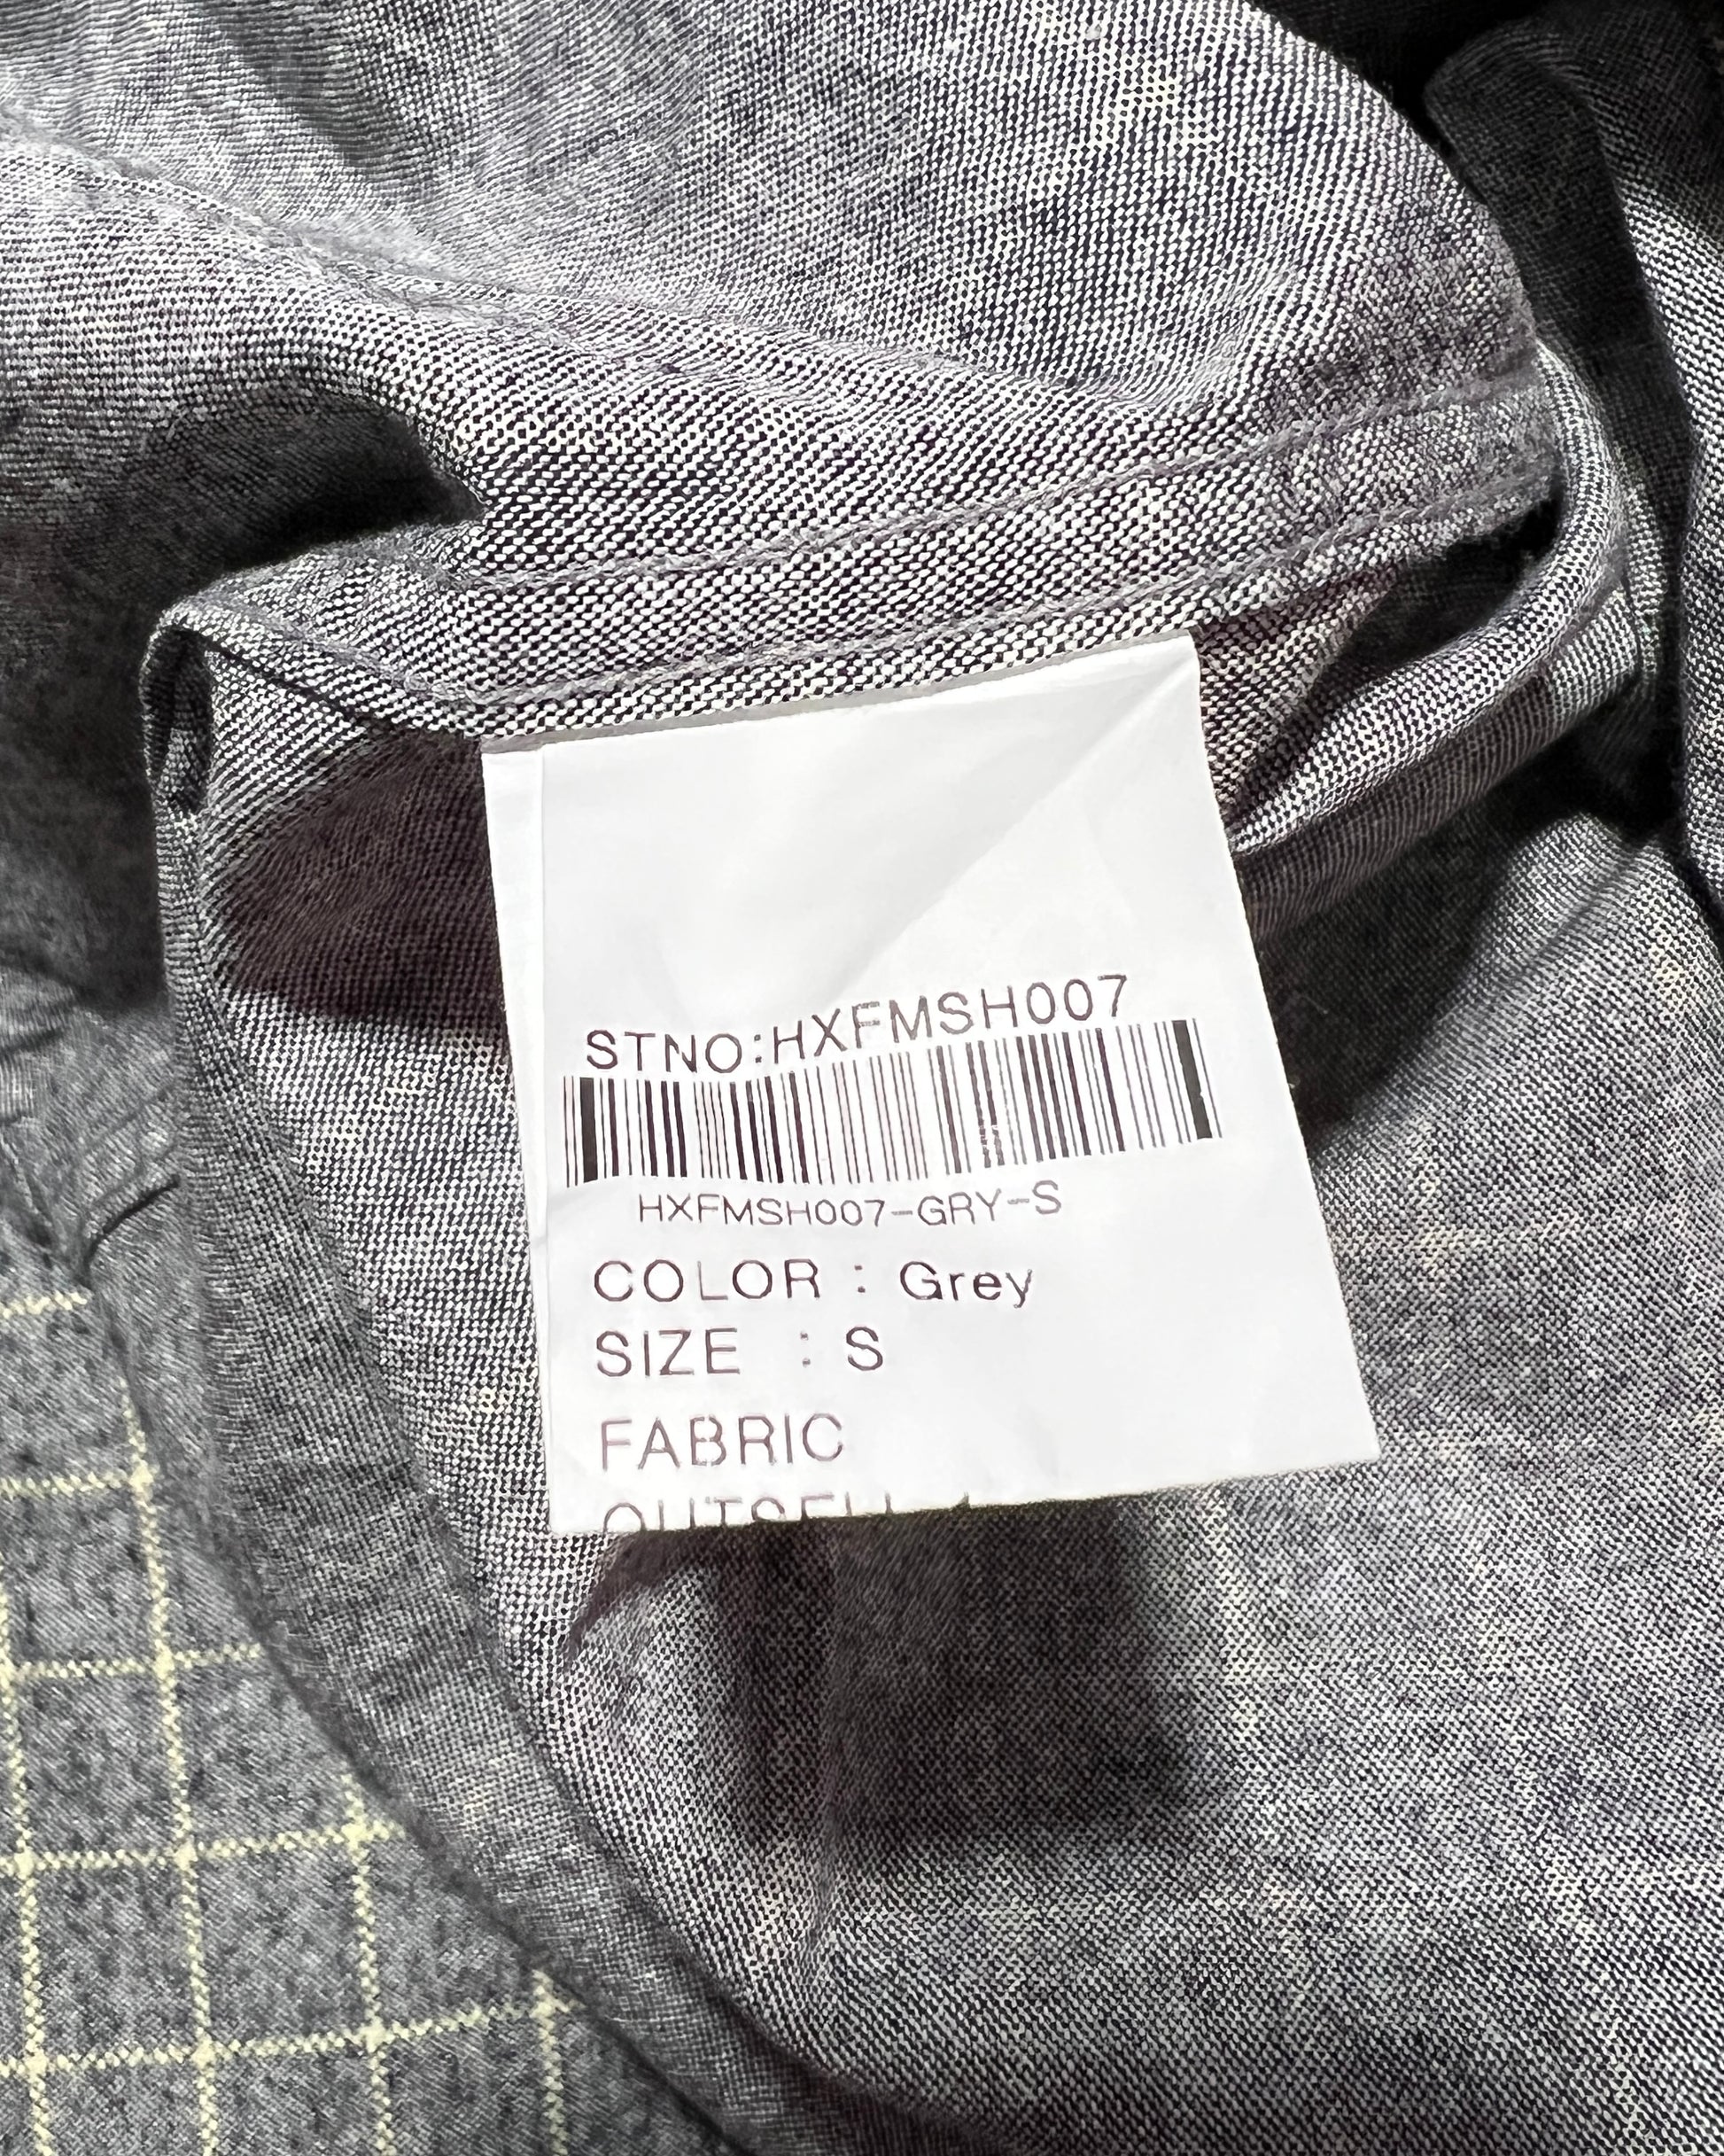 STNO:HXFMSH007
HXFMSH007-GRY-S
COLOR : Grey
SIZE : S
FABRIC